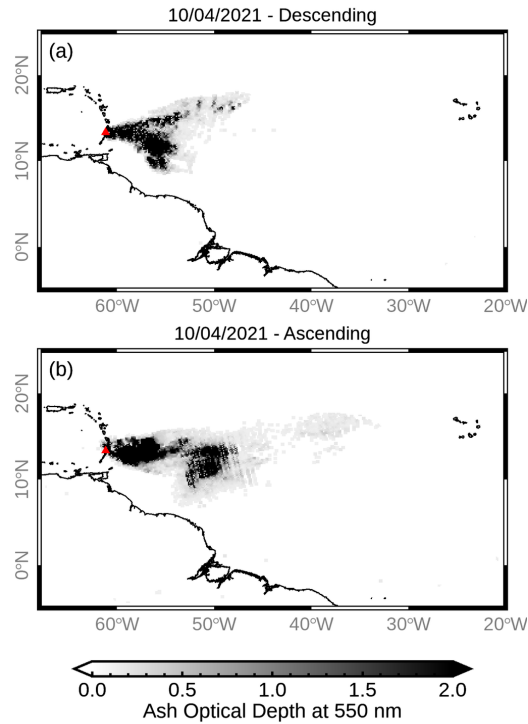 10/04/2021 - Descending
(a)
20°N
10°N
0°N
60°W 50°W 40°W 30°W 20°W
10/04/2021 - Ascending
(b)
20°N
10°N
0°N
60°W 50°W 40°W 30°W 20°W
0.0 0.5 1.0 1.5 2.0
Ash Optical Depth at 550 nm